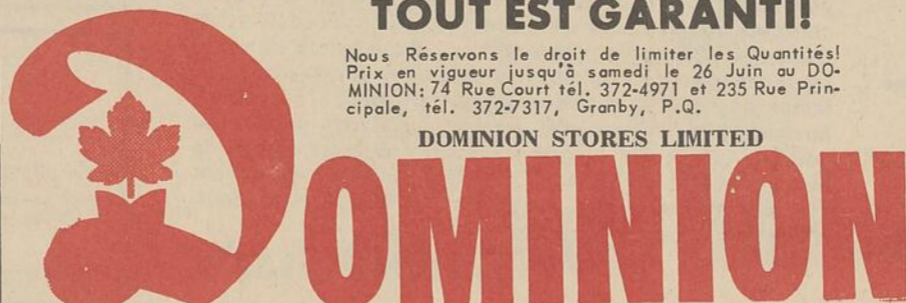 TOUT EST GARANTI!
Nous Réservons le droit de limiter les Quantités!
Prix en vigueur jusqu'à samedi le 26 Juin au DO-
MINION: 74 Rue Court tél. 372-4971 et 235 Rue Prin-
cipale, tél. 372-7317, Granby, P.Q.
DOMINION STORES LIMITED
DOMINION